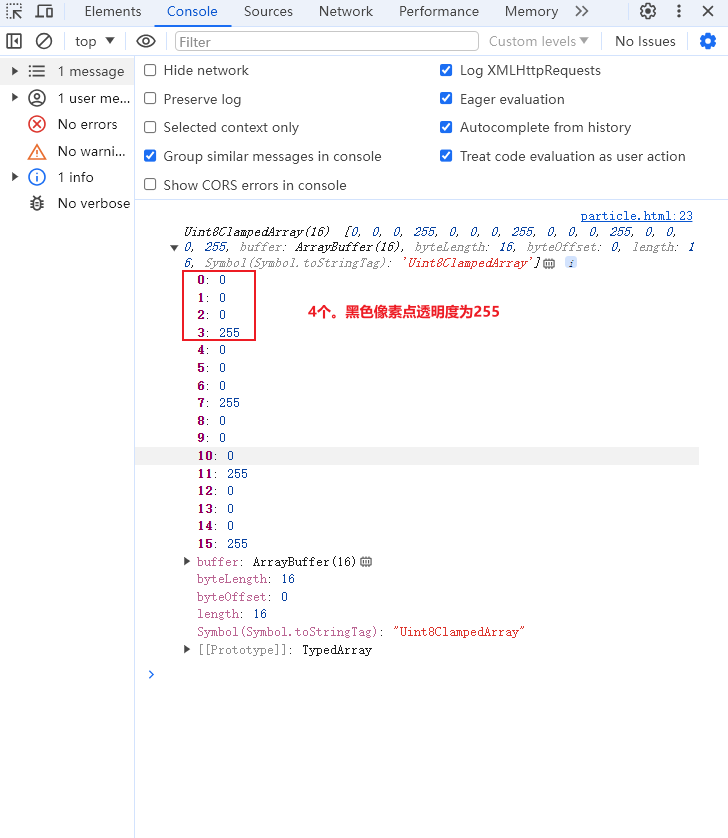 Elements Console Sources Network Performance Memory
top Filter Custom levels No Issues
1 message
1 user me...
No errors
No warni...
1 info
No verbose
Hide network Log XMLHttpRequests
Preserve log Eager evaluation
Selected context only Autocomplete from history
Group similar messages in console Treat code evaluation as user action
Show CORS errors in console
particle.html:23
Uint8ClampedArray(16) [0, 0, 0, 255, 0, 0, 0, 255, 0, 0, 0, 255, 0, 0,
0, 255, buffer: ArrayBuffer(16), byteLength: 16, byteOffset: 0, length: 1
6, Symbol(Symbol.toStringTag): 'Uint8ClampedArray'] i
0: 0
1: 0
2: 0
3: 255
4个。黑色像素点透明度为255
4: 0
5: 0
6: 0
7: 255
8: 0
9: 0
10: 0
11: 255
12: 0
13: 0
14: 0
15: 255
buffer: ArrayBuffer(16)
byteLength: 16
byteOffset: 0
length: 16
Symbol(Symbol.toStringTag): "Uint8ClampedArray"
[[Prototype]]: TypedArray